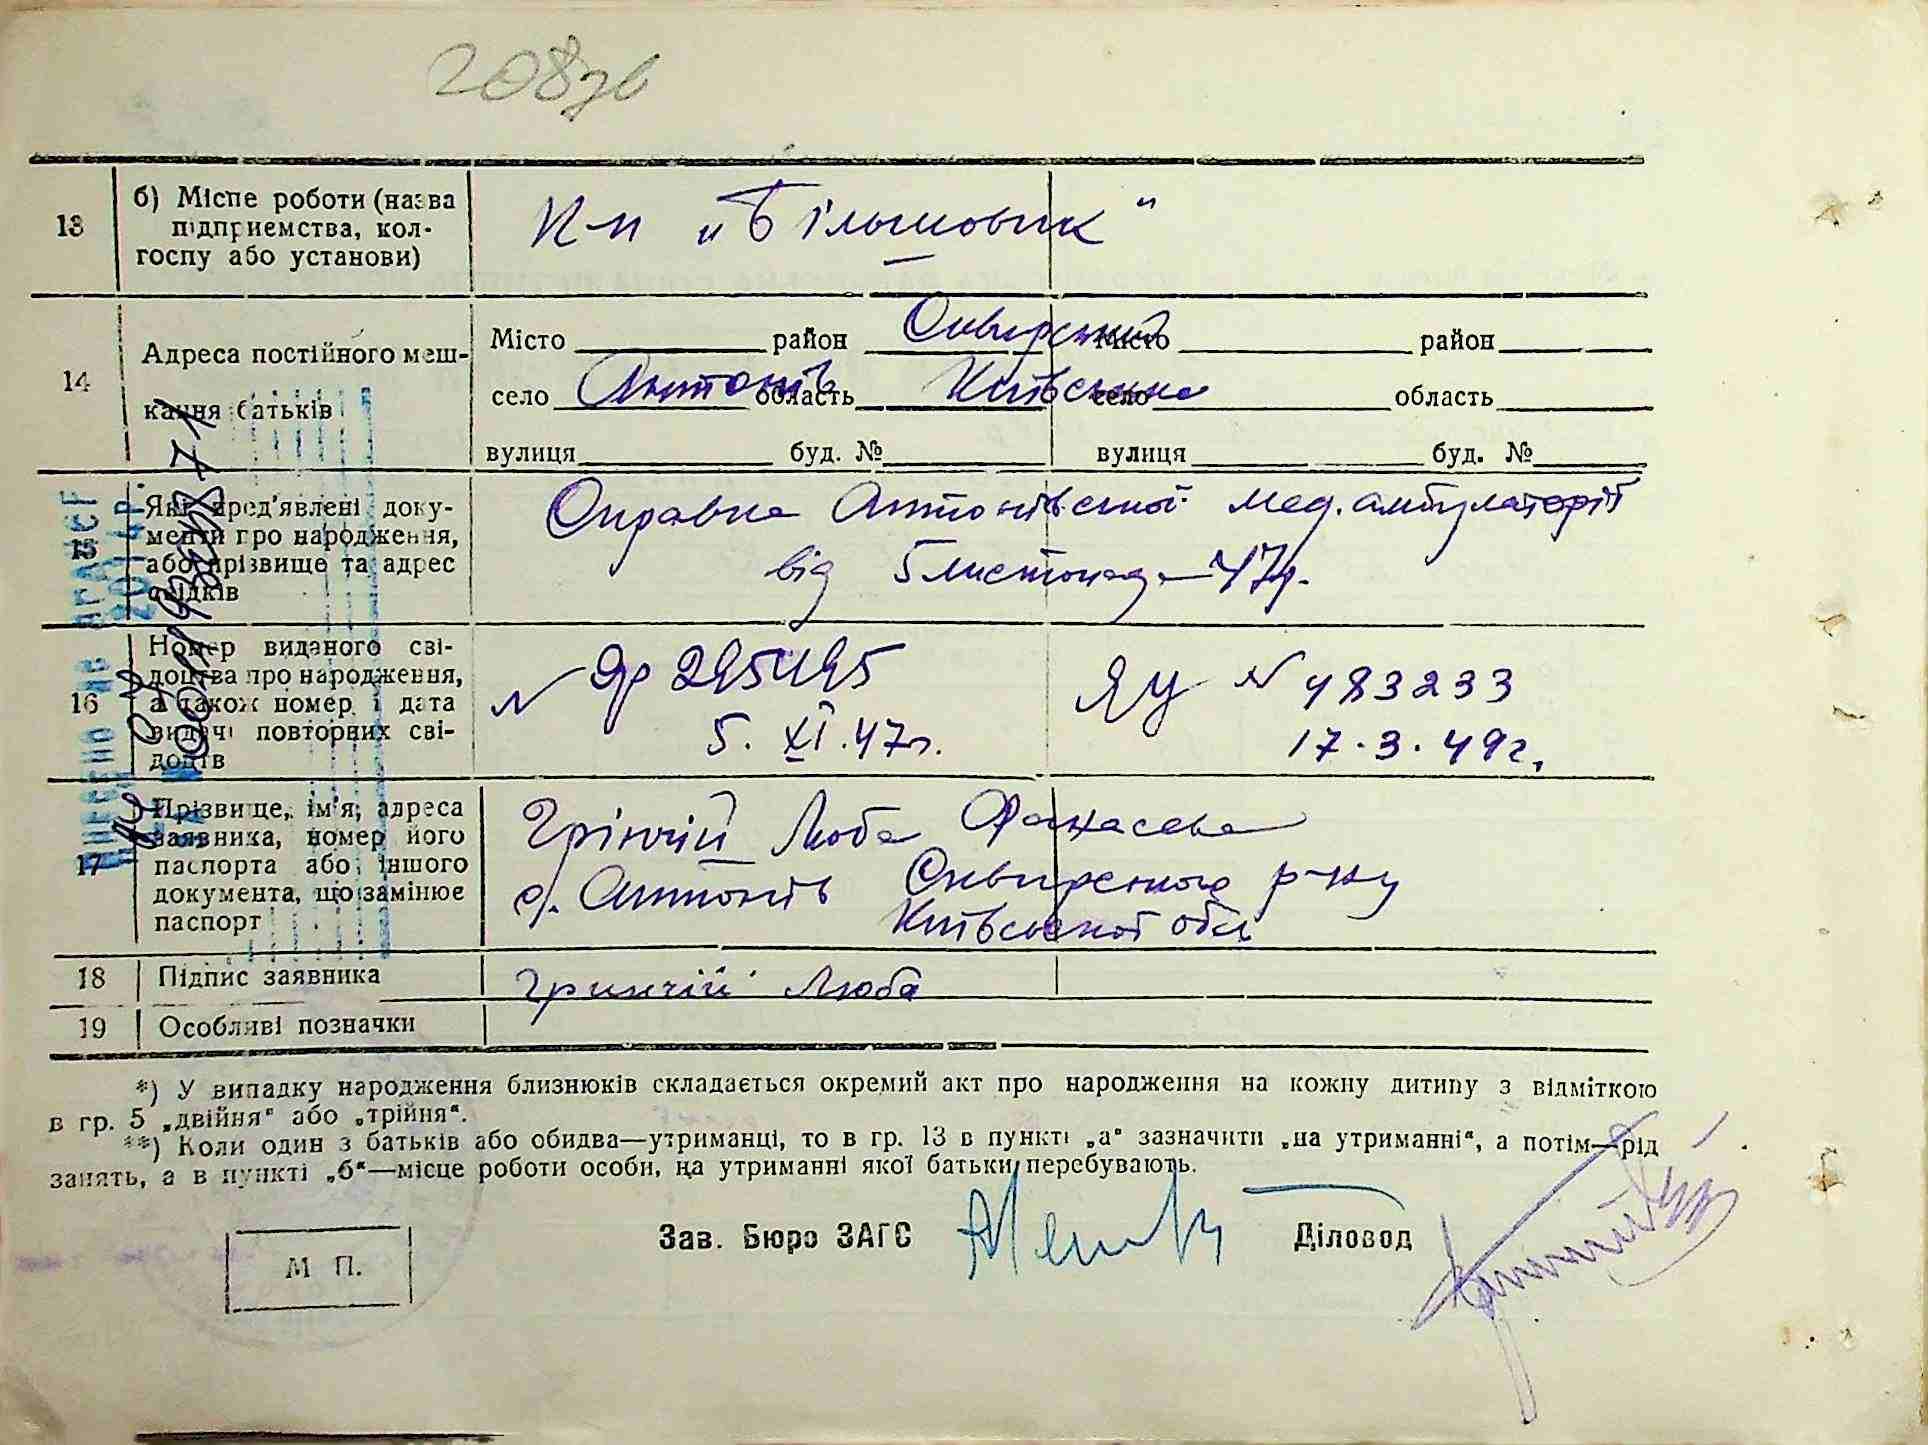 208зв
13
б) Місце роботи (назва
підприємства, кол-
госпу або установи)
К-п „Більшовик“
14
Адреса постійного меш-
кання батьків
Місто район Сквирський Місто район
село Антонів область Київська село область
вулиця буд. № вулиця буд. №
15
Які пред'явлені доку-
менти про народження,
або прізвище та адрес
свідків
Справка Антонівської мед. амбулаторії
від 5 листопада 47 р.
16
Номер виданого сві-
доцтва про народження,
а також номер і дата
видачі повторних сві-
доцтв
N 295495
5. XI. 47 г.
ЯУ N 483233
17. 3. 49 г.
17
Прізвище, ім'я, адреса
заявника, номер його
паспорта або іншого
документа, що замінює
паспорт
Грінчій Люба
с. Антонів Сквирського р-ну
Київської обл
18
Підпис заявника
Гринчій Люба
19
Особливі позначки
*) У випадку народження близнюків складається окремий акт про народження на кожну дитину з відміткою
в гр. 5 „двійня“ або „трійня“.
**) Коли один з батьків або обидва—утриманці, то в гр. 13 в пункті „а“ зазначити „на утриманні“, а потім—рід
занять, а в пункті „б“—місце роботи особи, на утриманні якої батьки перебувають.
Зав. Бюро ЗАГС
Діловод
М П.